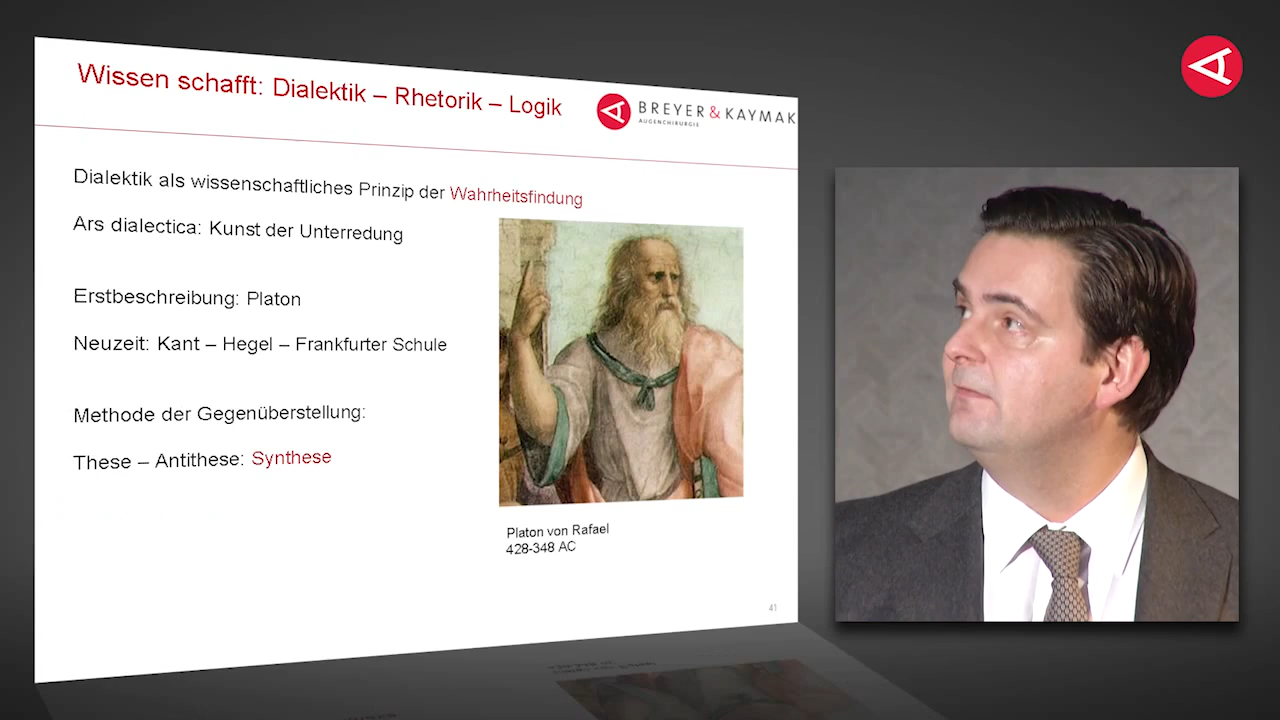 Wissen schafft: Dialektik – Rhetorik – Logik
BREYER & KAYMAK
AUGENCHIRURGIE
Dialektik als wissenschaftliches Prinzip der Wahrheitsfindung
Ars dialectica: Kunst der Unterredung
Erstbeschreibung: Platon
Neuzeit: Kant – Hegel – Frankfurter Schule
Methode der Gegenüberstellung:
These – Antithese: Synthese
Platon von Rafael
428-348 AC
41